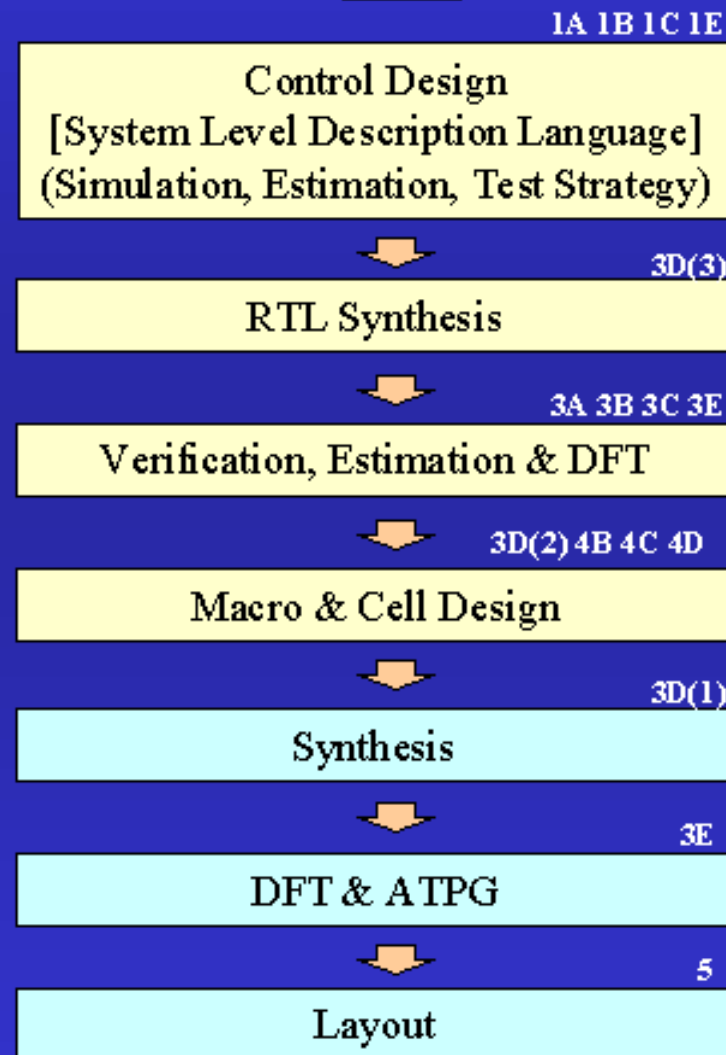 1A 1B 1C 1E
Control Design
[System Level Description Language]
(Simulation, Estimation, Test Strategy)
3D(3)
RTL Synthesis
3A 3B 3C 3E
Verification, Estimation & DFT
3D(2) 4B 4C 4D
Macro & Cell Design
3D(1)
Synthesis
3E
DFT & ATPG
5
Layout